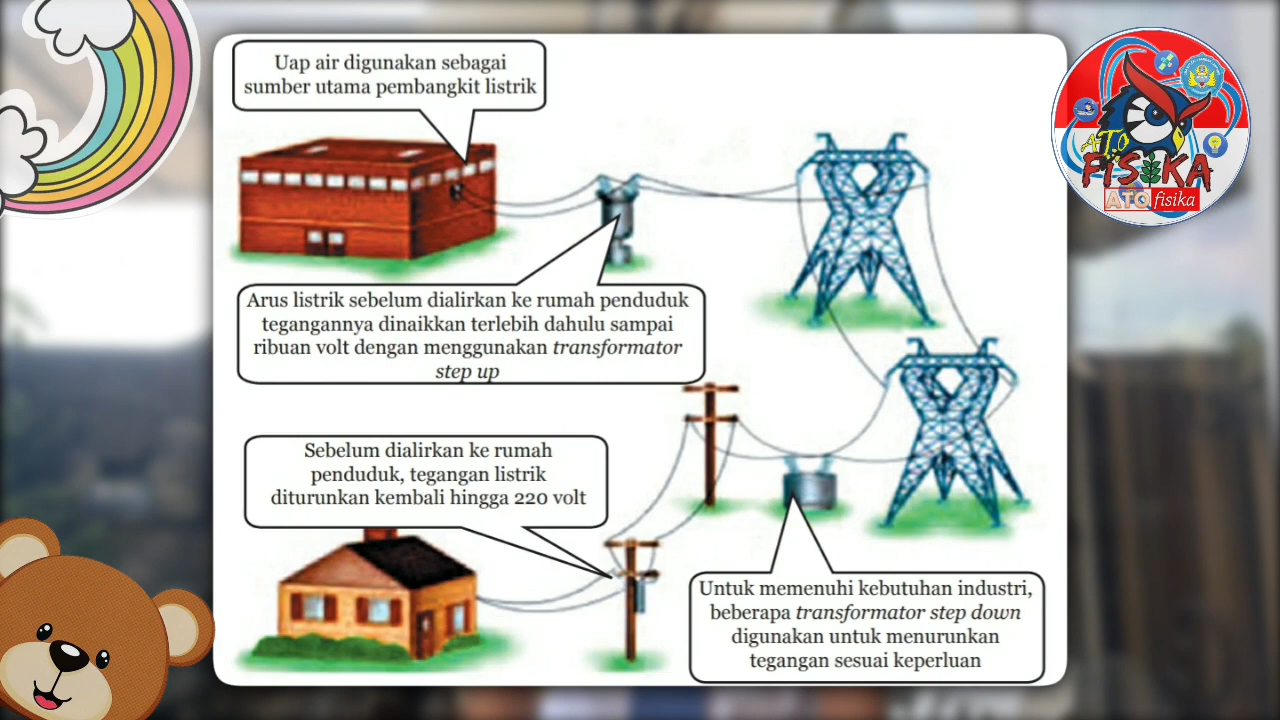 Uap air digunakan sebagai
sumber utama pembangkit listrik
ATO
FISIKA
ATO fisika
Arus listrik sebelum dialirkan ke rumah penduduk
tegangannya dinaikkan terlebih dahulu sampai
ribuan volt dengan menggunakan transformator
step up
Sebelum dialirkan ke rumah
penduduk, tegangan listrik
diturunkan kembali hingga 220 volt
Untuk memenuhi kebutuhan industri,
beberapa transformator step down
digunakan untuk menurunkan
tegangan sesuai keperluan